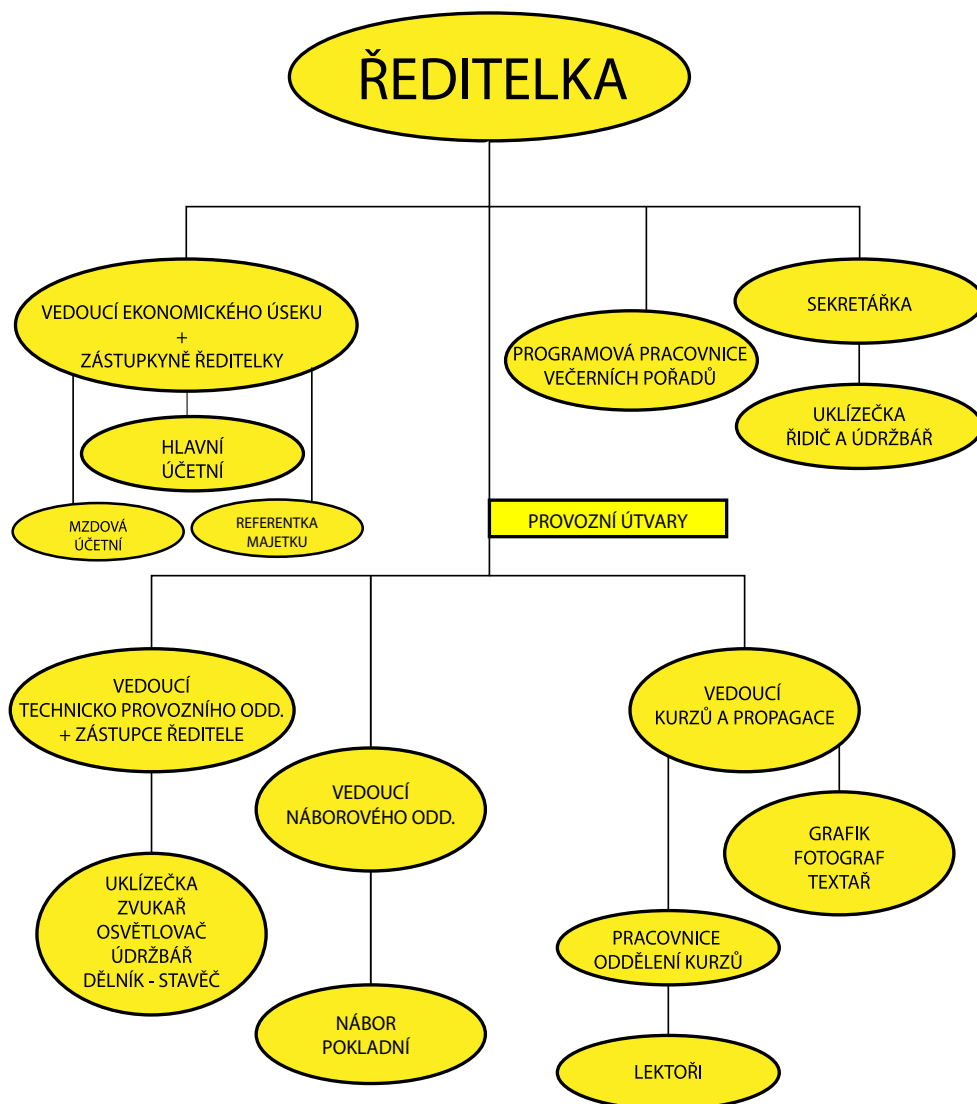 ŘEDITELKA
VEDOUCÍ EKONOMICKÉHO ÚSEKU
+
ZÁSTUPKYNĚ ŘEDITELKY
HLAVNÍ
ÚČETNÍ
MZDOVÁ
ÚČETNÍ
REFERENTKA
MAJETKU
PROGRAMOVÁ PRACOVNICE
VEČERNÍCH POŘADŮ
SEKRETÁŘKA
UKLÍZEČKA
ŘIDIČ A ÚDRŽBÁŘ
PROVOZNÍ ÚTVARY
VEDOUCÍ
TECHNICKO PROVOZNÍHO ODD.
+ ZÁSTUPCE ŘEDITELE
UKLÍZEČKA
ZVUKAŘ
OSVĚTLOVAČ
ÚDRŽBÁŘ
DĚLNÍK - STAVĚČ
VEDOUCÍ
NÁBOROVÉHO ODD.
NÁBOR
POKLADNÍ
VEDOUCÍ
KURZŮ A PROPAGACE
GRAFIK
FOTOGRAF
TEXTAŘ
PRACOVNICE
ODDĚLENÍ KURZŮ
LEKTOŘI